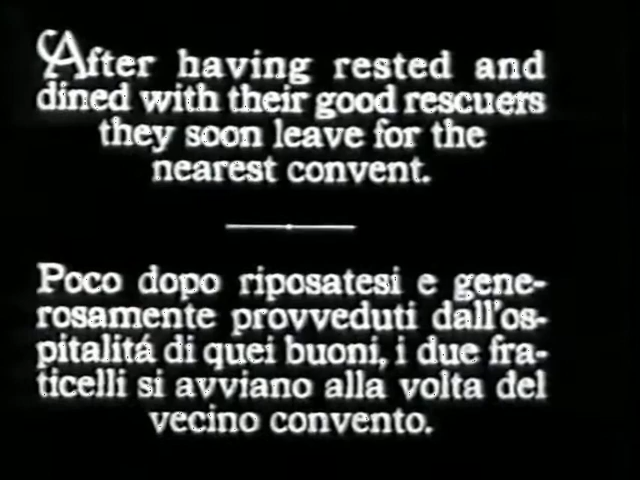 After having rested and
dined with their good rescuers
they soon leave for the
nearest convent.
Poco dopo riposatesi e gene-
rosamente provveduti dall'os-
pitalitá di quei buoni, i due fra-
ticelli si avviano alla volta del
vecino convento.